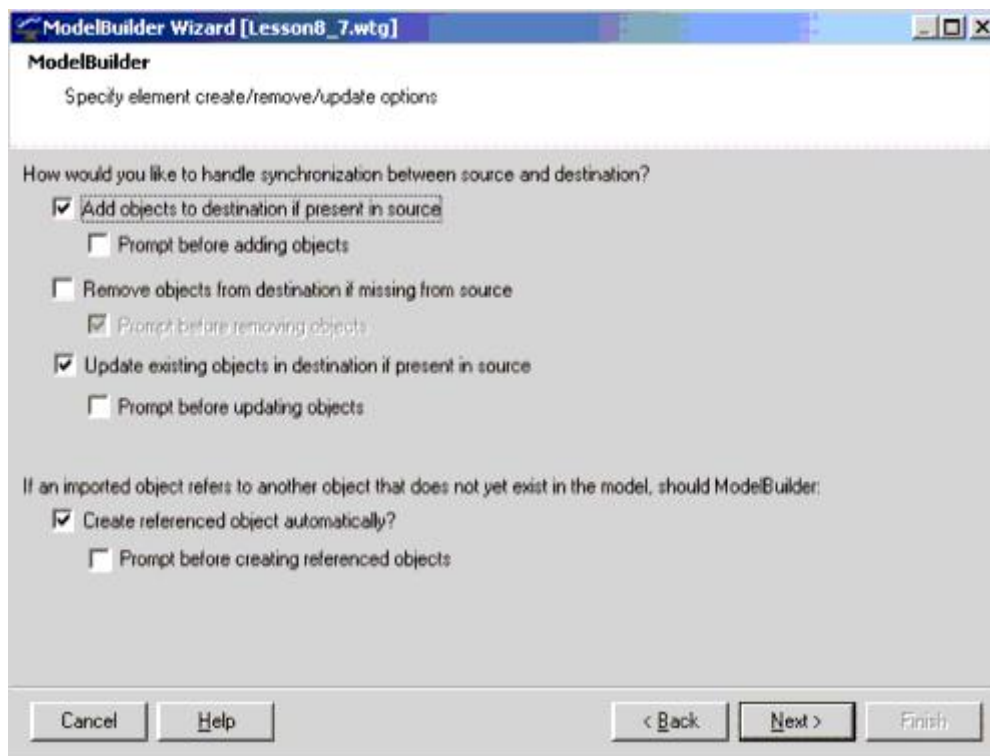 ModelBuilder Wizard [Lesson8_7.wtg]
ModelBuilder
Specify element create/remove/update options
How would you like to handle synchronization between source and destination?
Add objects to destination if present in source
Prompt before adding objects
Remove objects from destination if missing from source
Prompt before removing objects
Update existing objects in destination if present in source
Prompt before updating objects
If an imported object refers to another object that does not yet exist in the model, should ModelBuilder:
Create referenced object automatically?
Prompt before creating referenced objects
Cancel Help < Back Next > Finish